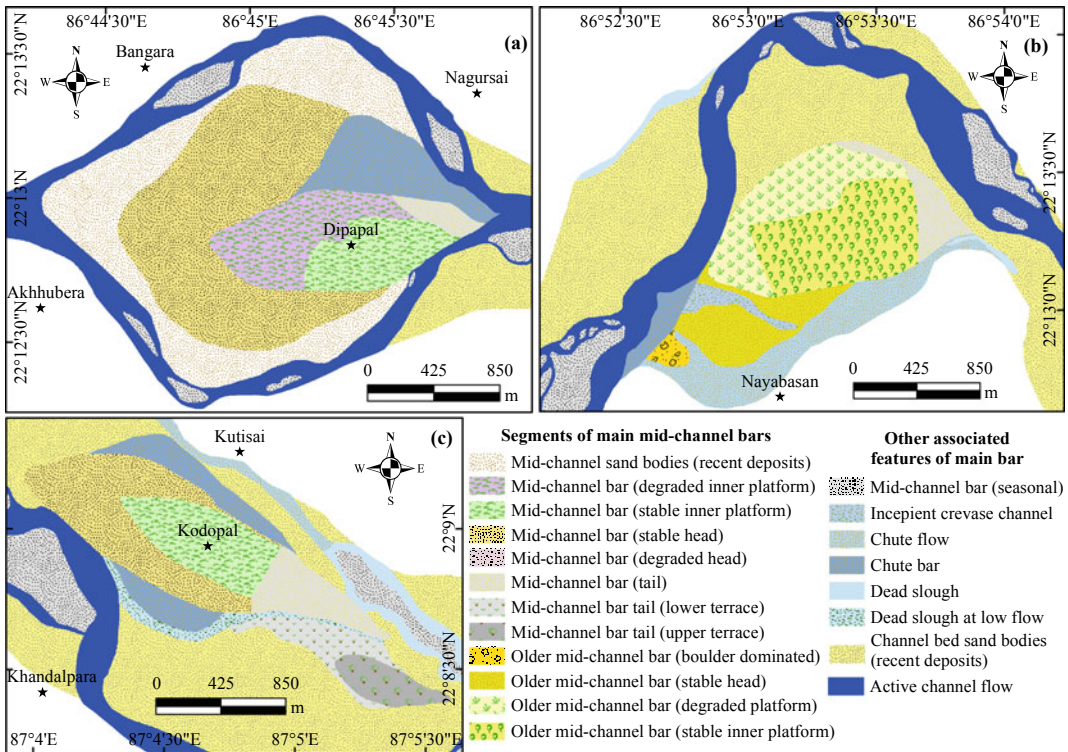 86°44'30"E 86°45'E 86°45'30"E
(a)
22°13'30"N
22°13'N
22°12'30"N
Bangara
Nagursai
N
W E
S
Dipapal
Akhhubera
0 425 850
m
86°52'30"E 86°53'0"E 86°53'30"E 86°54'0"E
(b)
N
W E
S
22°13'30"N
22°13'0"N
Nayabasan
0 425 850
m
(c)
Kutisai
N
W E
S
Kodopal
22°9'N
22°8'30"N
Khandalpara
0 425 850
m
87°4'E 87°4'30"E 87°5'E 87°5'30"E
Segments of main mid-channel bars
Mid-channel sand bodies (recent deposits)
Mid-channel bar (degraded inner platform)
Mid-channel bar (stable inner platform)
Mid-channel bar (stable head)
Mid-channel bar (degraded head)
Mid-channel bar (tail)
Mid-channel bar tail (lower terrace)
Mid-channel bar tail (upper terrace)
Older mid-channel bar (boulder dominated)
Older mid-channel bar (stable head)
Older mid-channel bar (degraded platform)
Older mid-channel bar (stable inner platform)
Other associated
features of main bar
Mid-channel bar (seasonal)
Incepient crevase channel
Chute flow
Chute bar
Dead slough
Dead slough at low flow
Channel bed sand bodies
(recent deposits)
Active channel flow